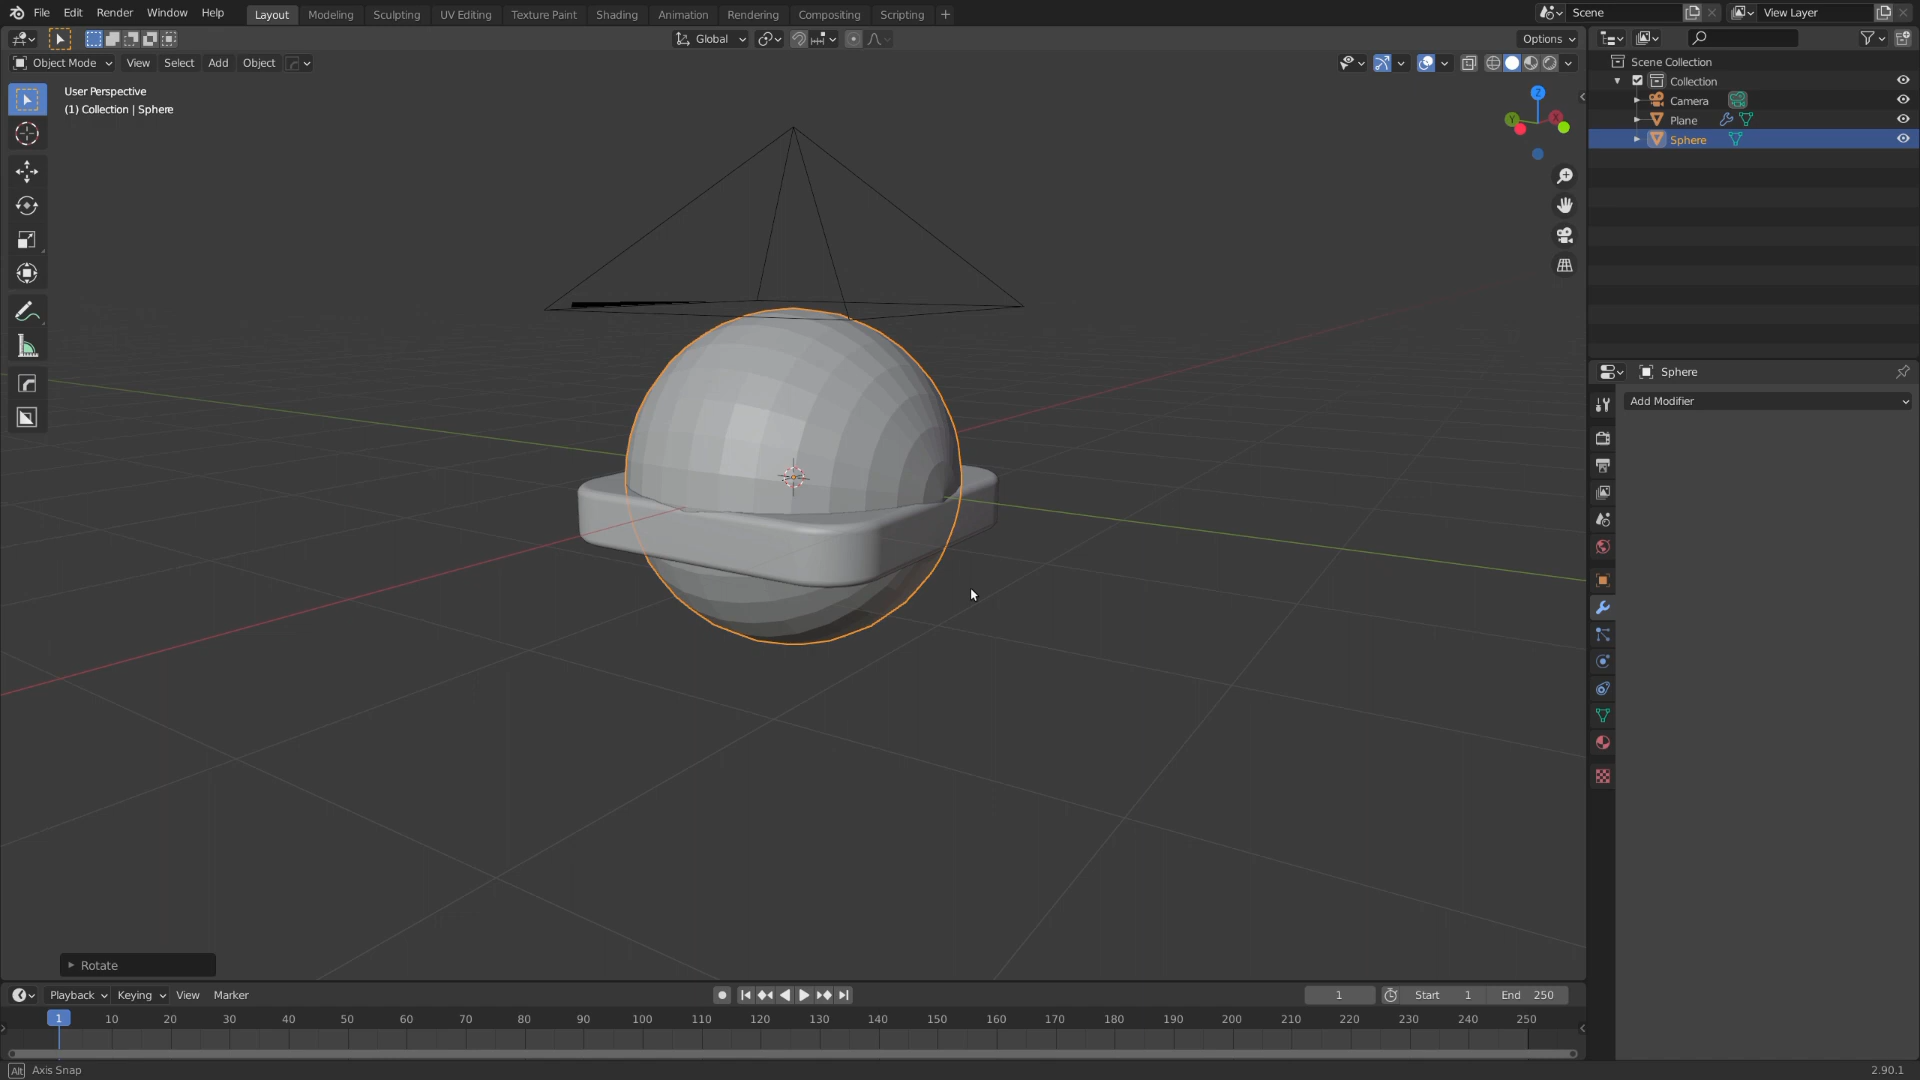 File Edit Render Window Help Layout Modeling Sculpting UV Editing Texture Paint Shading Animation Rendering Compositing Scripting + Scene View Layer
Global Options
Object Mode View Select Add Object
User Perspective
(1) Collection | Sphere
Z
Y
X
Scene Collection
Collection
Camera
Plane
Sphere
Sphere
Add Modifier
Rotate
Playback Keying View Marker 1 Start 1 End 250
1 10 20 30 40 50 60 70 80 90 100 110 120 130 140 150 160 170 180 190 200 210 220 230 240 250
Alt Axis Snap 2.90.1